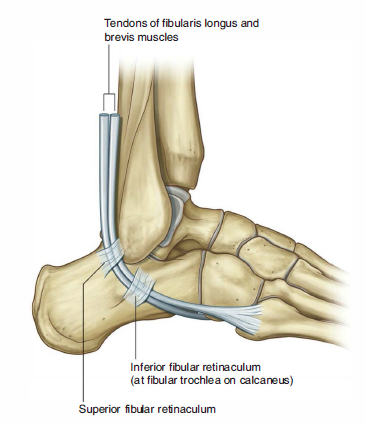 Tendons of fibularis longus and
brevis muscles
Inferior fibular retinaculum
(at fibular trochlea on calcaneus)
Superior fibular retinaculum